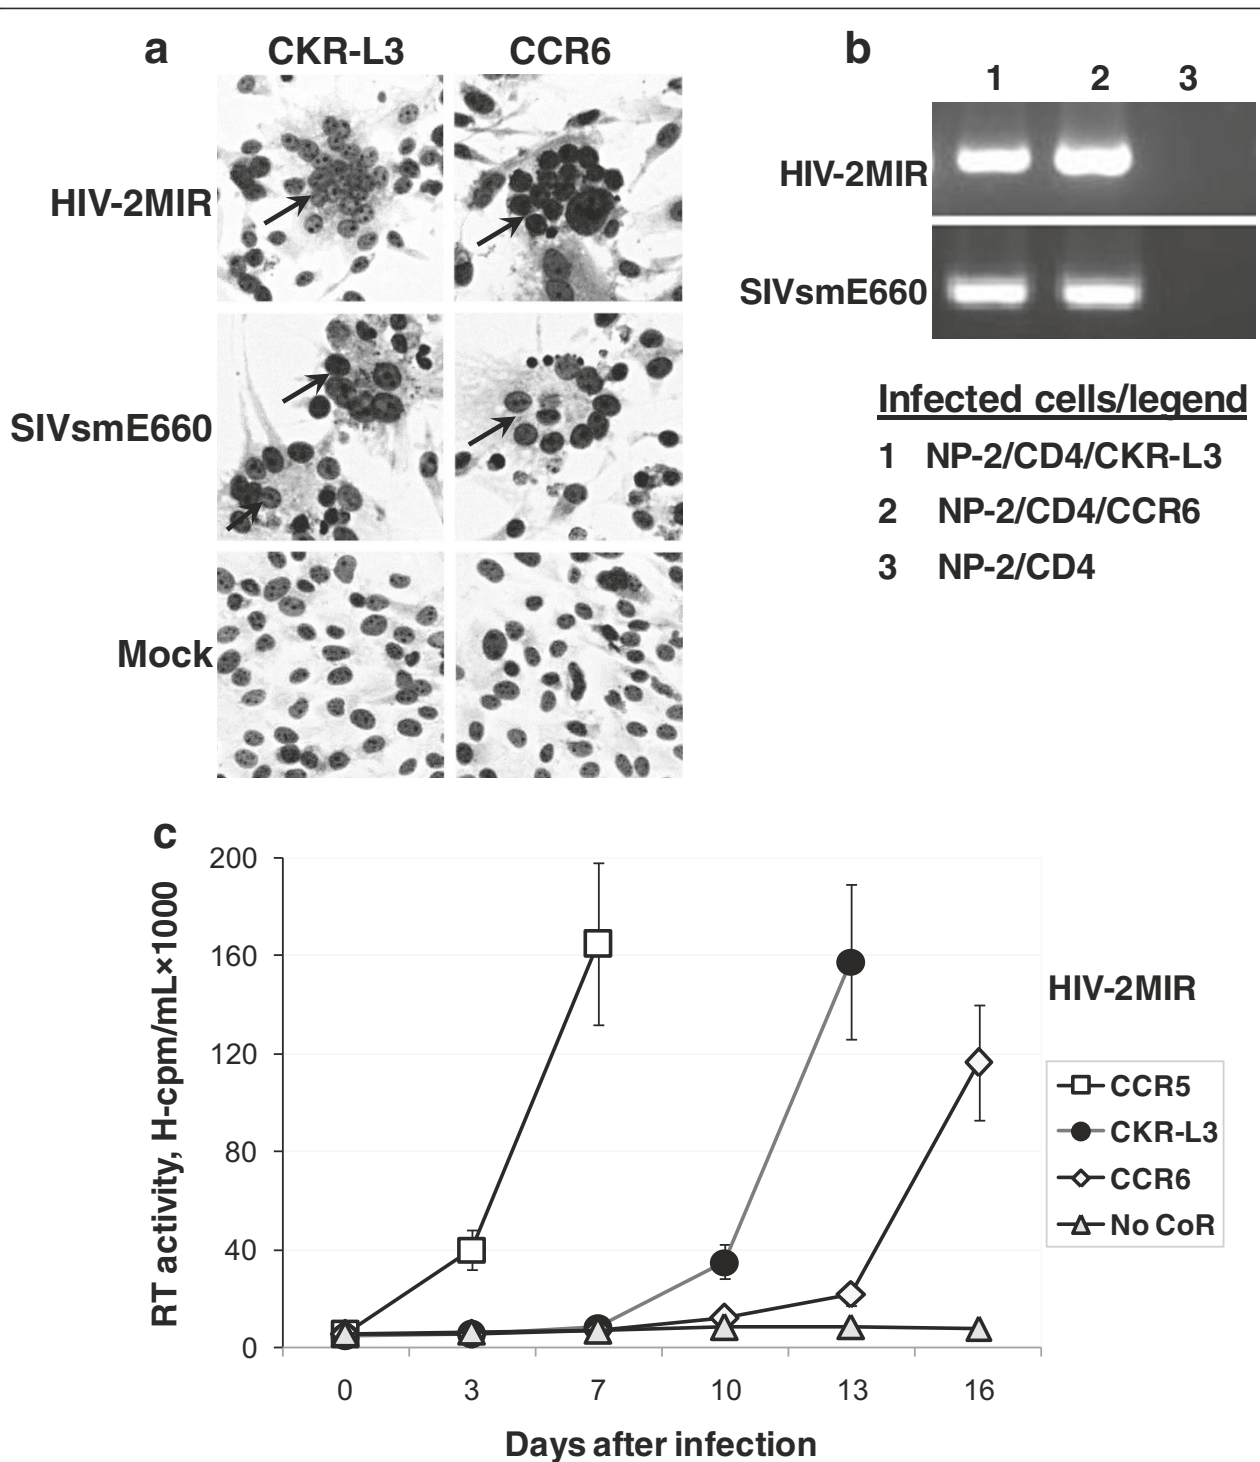 a
CKR-L3 CCR6
HIV-2MIR
SIVsmE660
Mock
b
1 2 3
HIV-2MIR
SIVsmE660
Infected cells/legend
1 NP-2/CD4/CKR-L3
2 NP-2/CD4/CCR6
3 NP-2/CD4
c
RT activity, H-cpm/mL×1000
200
160
120
80
40
0
0 3 7 10 13 16
Days after infection
HIV-2MIR
CCR5
CKR-L3
CCR6
No CoR